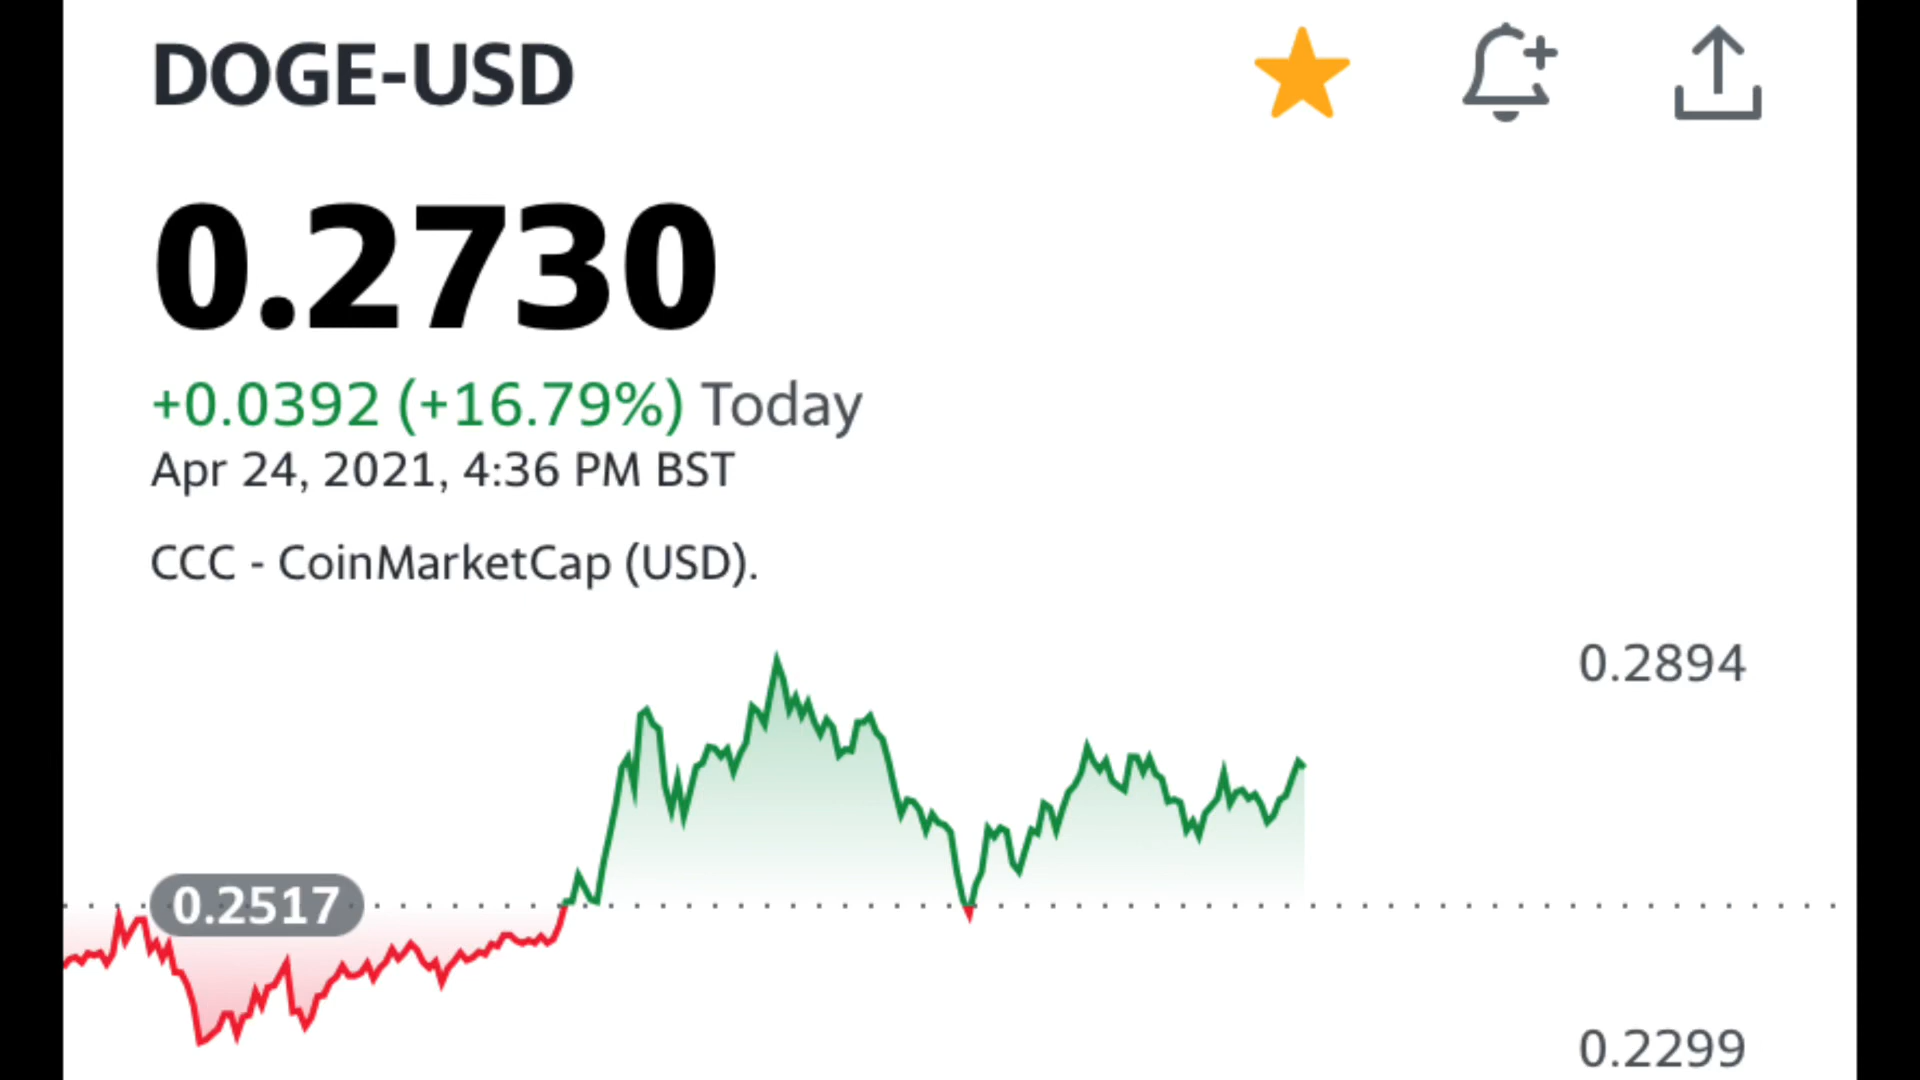 DOGE-USD
0.2730
+0.0392 (+16.79%) Today
Apr 24, 2021, 4:36 PM BST
CCC - CoinMarketCap (USD).
0.2894
0.2517
0.2299